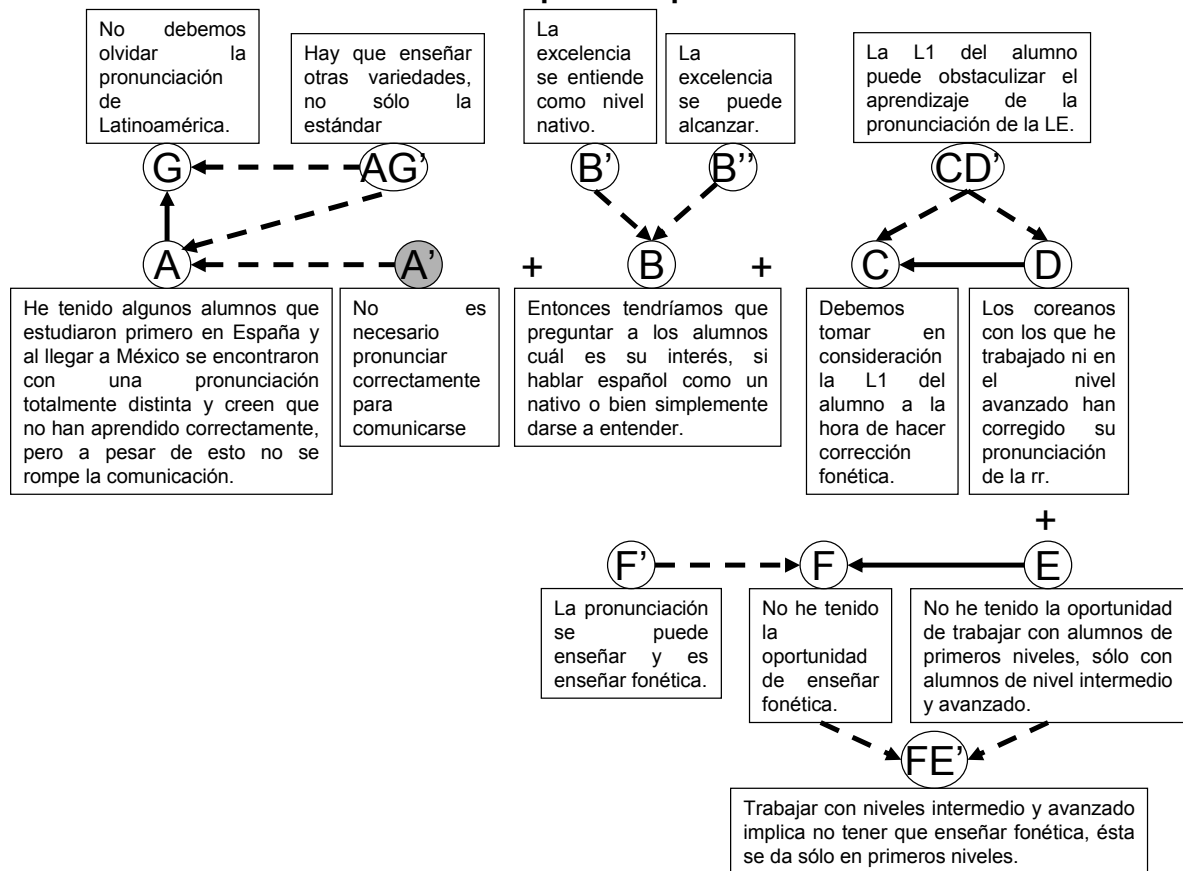 No debemos
olvidar la
pronunciación
de
Latinoamérica.
Hay que enseñar
otras variedades,
no sólo la
estándar
La
excelencia
se entiende
como nivel
nativo.
La
excelencia
se puede
alcanzar.
La L1 del alumno
puede obstaculizar el
aprendizaje de la
pronunciación de la LE.
G
AG'
B'
B''
CD'
A
A'
+
B
+
C
D
He tenido algunos alumnos que
estudiaron primero en España y
al llegar a México se encontraron
con una pronunciación
totalmente distinta y creen que
no han aprendido correctamente,
pero a pesar de esto no se
rompe la comunicación.
No es
necesario
pronunciar
correctamente
para
comunicarse
Entonces tendríamos que
preguntar a los alumnos
cuál es su interés, si
hablar español como un
nativo o bien simplemente
darse a entender.
Debemos
tomar en
consideración
la L1 del
alumno a la
hora de hacer
corrección
fonética.
Los coreanos
con los que he
trabajado ni en
el nivel
avanzado han
corregido su
pronunciación
de la rr.
+
F'
F
E
La pronunciación
se puede
enseñar y es
enseñar fonética.
No he tenido
la
oportunidad
de enseñar
fonética.
No he tenido la oportunidad
de trabajar con alumnos de
primeros niveles, sólo con
alumnos de nivel intermedio
y avanzado.
FE'
Trabajar con niveles intermedio y avanzado
implica no tener que enseñar fonética, ésta
se da sólo en primeros niveles.